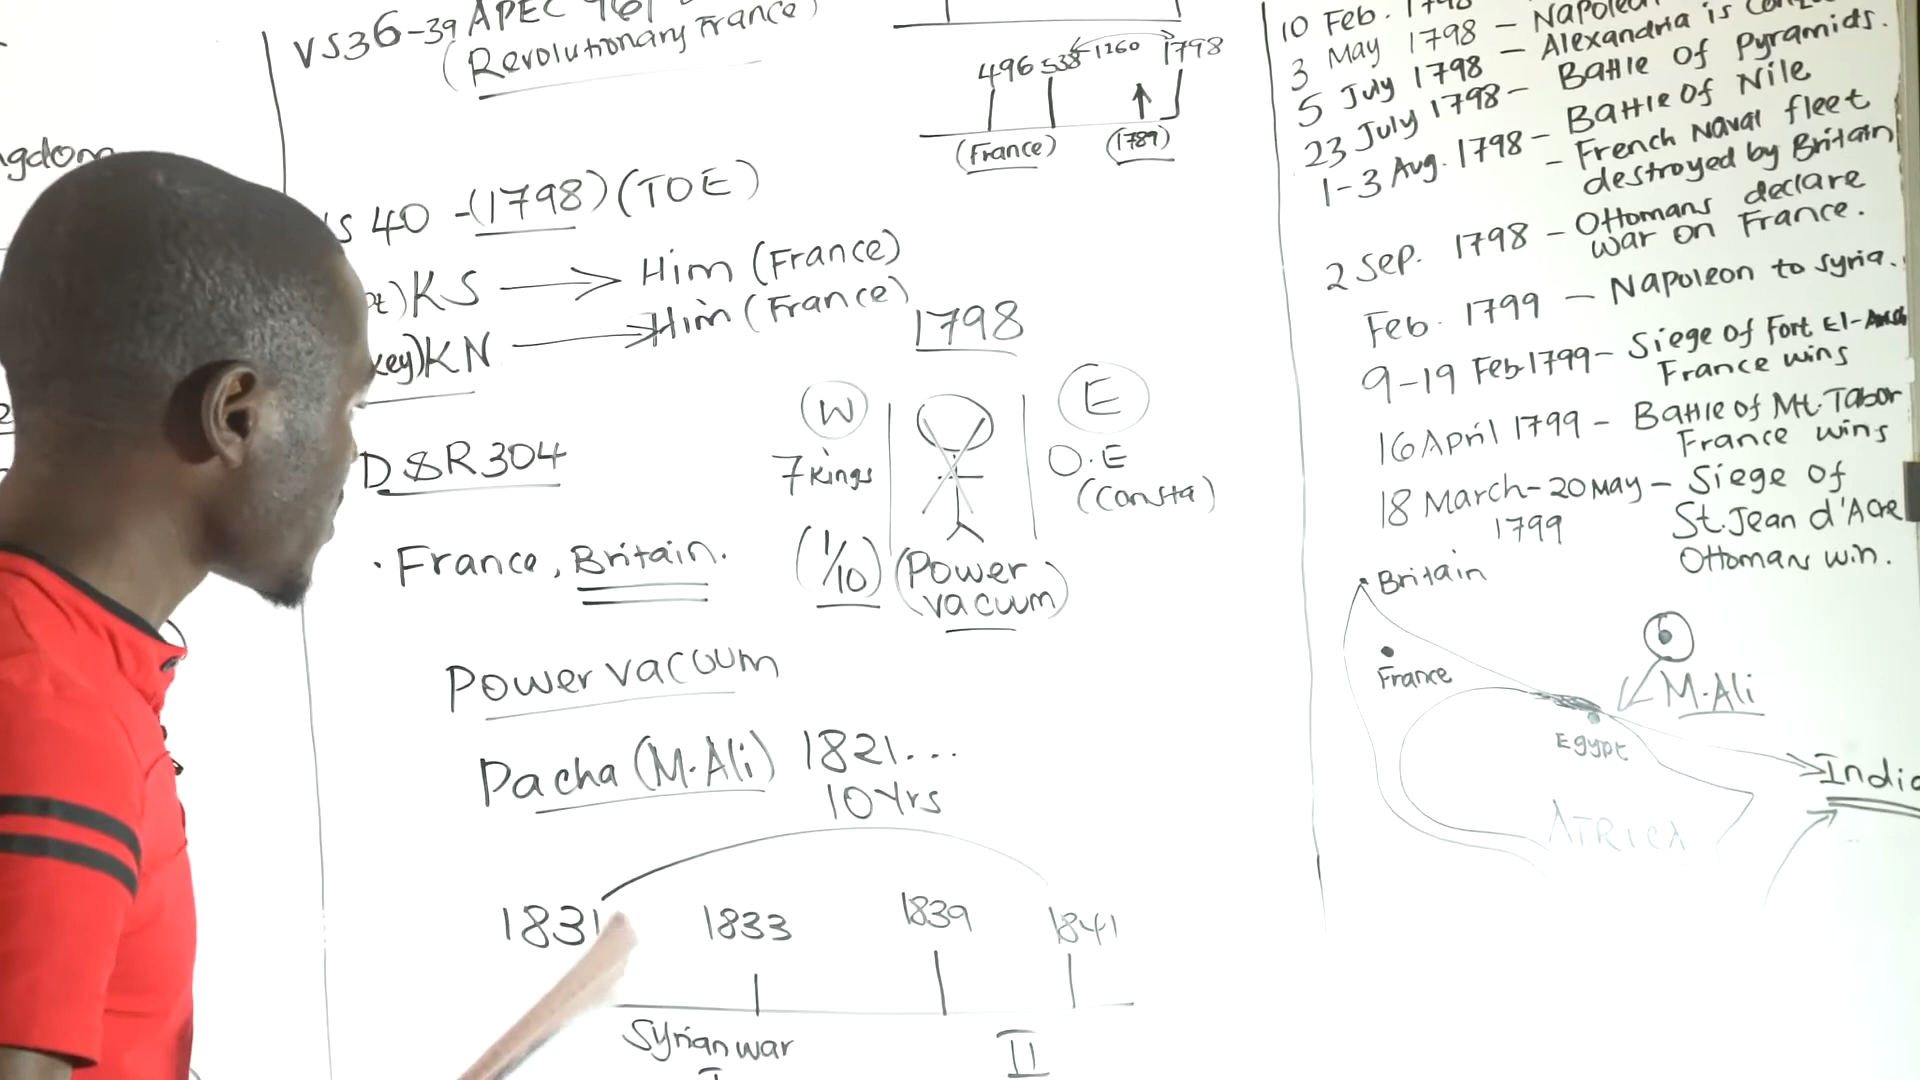 VS36-39 APEC
(Revolutionary France)
VS 40 -(1798)(TOE)
KS → Him (France)
KN → Him (France)
D&R304
• France, Britain.
496 538 1260 1798
(France) (1789)
1798
W
7 Kings
E
O.E
(Consta)
(1/10) (Power vacuum)
Power vacuum
Pacha (M.Ali) 1821...
10 Yrs
1831 1833 1839 1841
Syrian war
I
II
10 Feb. 1798
3 May 1798 - Napoleon
5 July 1798 - Alexandria is
23 July 1798 - Battle of Pyramids.
1-3 Aug. 1798 - Battle Of Nile
- French Naval fleet
destroyed by Britain
2 Sep. 1798 - Ottomans declare
war on France.
Feb. 1799 - Napoleon to Syria.
9-19 Feb 1799 - Siege of Fort El-Arish
France wins
16 April 1799 - Battle of Mt. Tabor
France wins
18 March-20 May - Siege of
1799 St. Jean d'Acre
Ottomans win.
Britain
France
6
M.Ali
Egypt
India
AFRICA